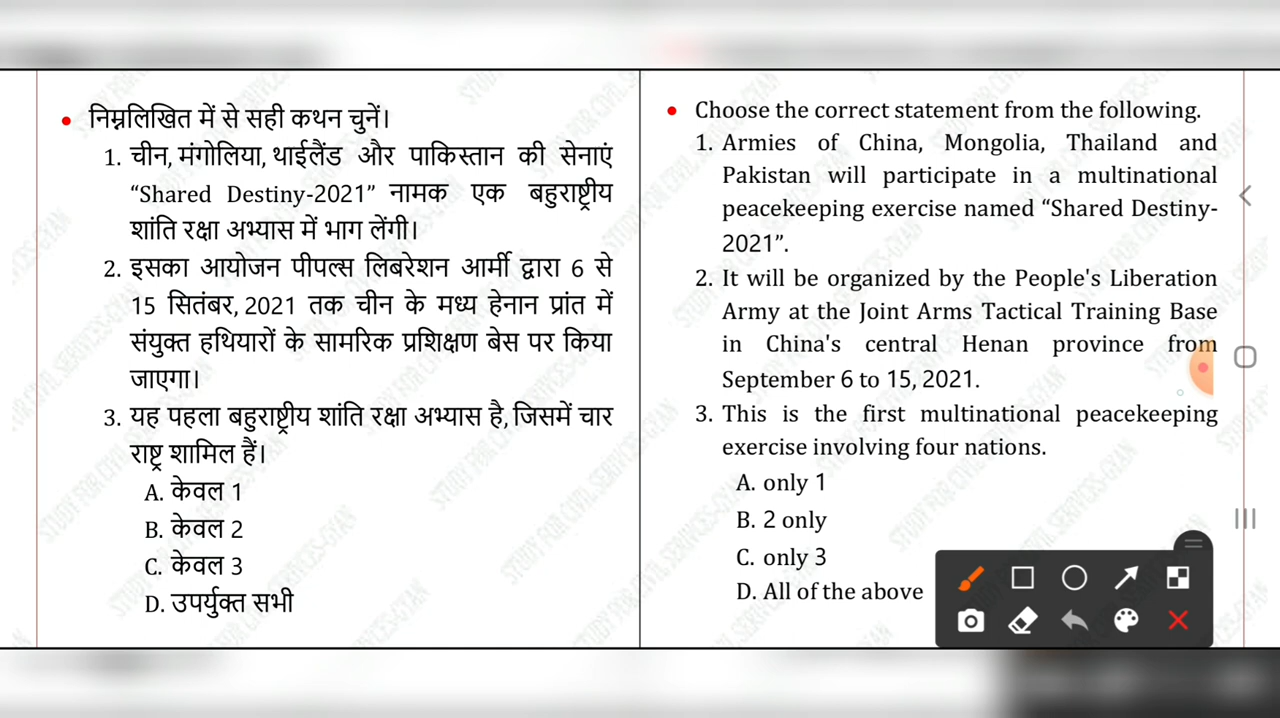 निम्नलिखित में से सही कथन चुनें।
1. चीन, मंगोलिया, थाईलैंड और पाकिस्तान की सेनाएं
“Shared Destiny-2021” नामक एक बहुराष्ट्रीय
शांति रक्षा अभ्यास में भाग लेंगी।
2. इसका आयोजन पीपल्स लिबरेशन आर्मी द्वारा 6 से
15 सितंबर, 2021 तक चीन के मध्य हेनान प्रांत में
संयुक्त हथियारों के सामरिक प्रशिक्षण बेस पर किया
जाएगा।
3. यह पहला बहुराष्ट्रीय शांति रक्षा अभ्यास है, जिसमें चार
राष्ट्र शामिल हैं।
A. केवल 1
B. केवल 2
C. केवल 3
D. उपर्युक्त सभी
Choose the correct statement from the following.
1. Armies of China, Mongolia, Thailand and
Pakistan will participate in a multinational
peacekeeping exercise named “Shared Destiny-
2021”.
2. It will be organized by the People's Liberation
Army at the Joint Arms Tactical Training Base
in China's central Henan province from
September 6 to 15, 2021.
3. This is the first multinational peacekeeping
exercise involving four nations.
A. only 1
B. 2 only
C. only 3
D. All of the above
STUDY FOR CIVIL SERVICES-GYAN